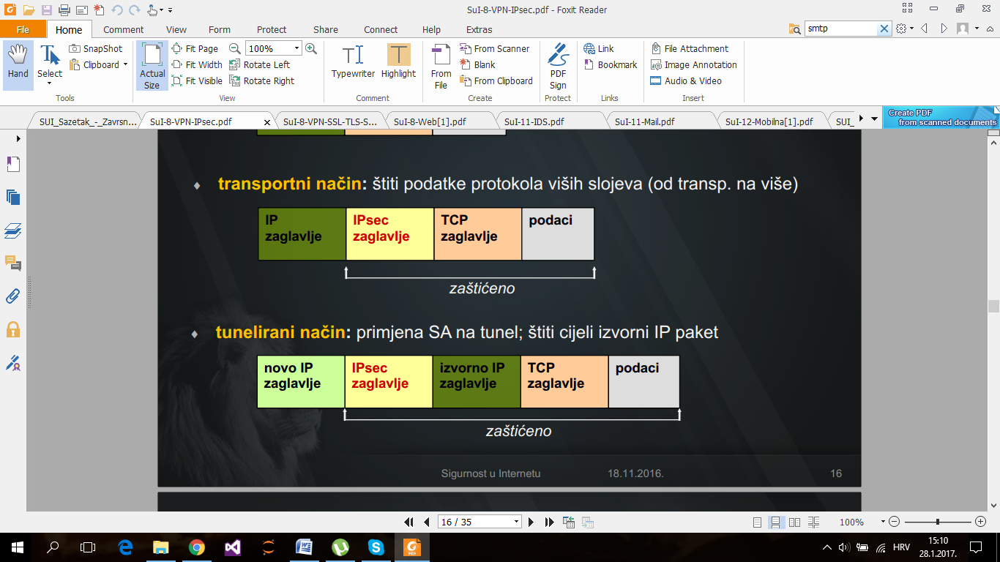 SuI-8-VPN-IPsec.pdf - Foxit Reader
File Home Comment View Form Protect Share Connect Help Extras
smtp
Hand
Select
SnapShot
Clipboard
Tools
Actual
Size
Fit Page
Fit Width
Fit Visible
100%
Rotate Left
Rotate Right
View
Typewriter
Highlight
Comment
From
File
From Scanner
Blank
From Clipboard
Create
PDF
Sign
Protect
Link
Bookmark
Links
File Attachment
Image Annotation
Audio & Video
Insert
SUI_Sazetak_-_Zavrsn...
SuI-8-VPN-IPsec.pdf
SuI-8-VPN-SSL-TLS-S...
SuI-8-Web[1].pdf
SuI-11-IDS.pdf
SuI-11-Mail.pdf
SuI-12-Mobilna[1].pdf
SUI_
Create PDF
from scanned documents
transportni način: štiti podatke protokola viših slojeva (od transp. na više)
IP
zaglavlje
IPsec
zaglavlje
TCP
zaglavlje
podaci
zaštićeno
tunelirani način: primjena SA na tunel; štiti cijeli izvorni IP paket
novo IP
zaglavlje
IPsec
zaglavlje
izvorno IP
zaglavlje
TCP
zaglavlje
podaci
zaštićeno
Sigurnost u Internetu 18.11.2016. 16
16 / 35
100%
HRV
15:10
28.1.2017.